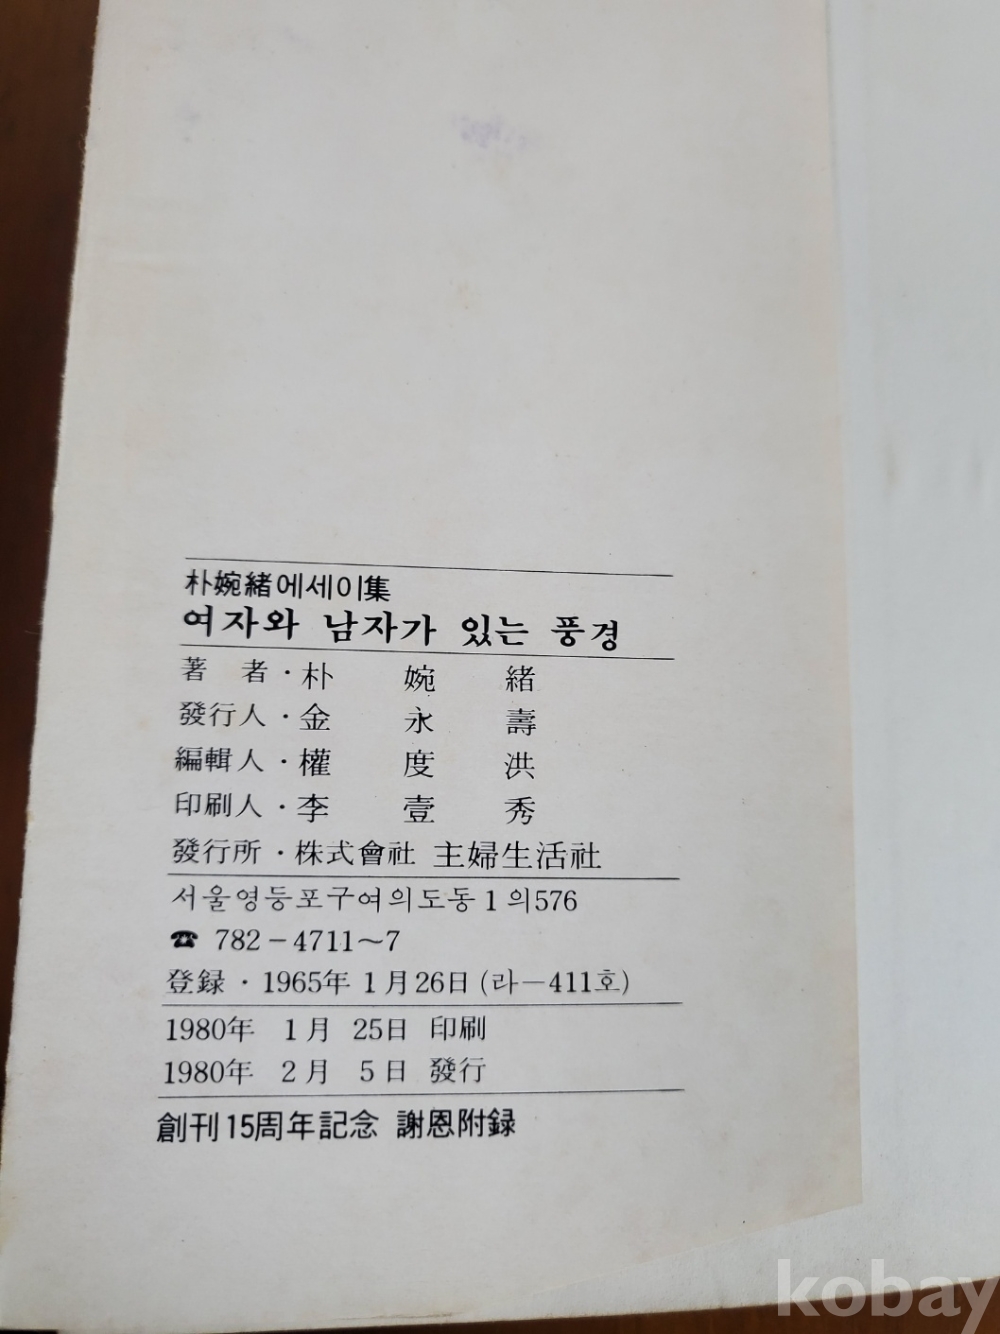 朴婉緖에세이集
여자와 남자가 있는 풍경
著 者 · 朴 婉 緖
發行人 · 金 永 壽
編輯人 · 權 度 洪
印刷人 · 李 壹 秀
發行所 · 株式會社 主婦生活社
서울영등포구여의도동1의576
☎ 782-4711~7
登録 · 1965年 1月26日(라-411호)
1980年 1月 25日 印刷
1980年 2月 5日 發行
創刊15周年記念 謝恩附録
kobay